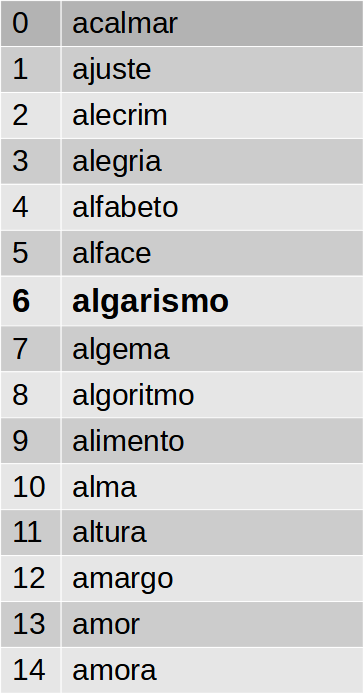 0 acalmar
1 ajuste
2 alecrim
3 alegria
4 alfabeto
5 alface
6 algarismo
7 algema
8 algoritmo
9 alimento
10 alma
11 altura
12 amargo
13 amor
14 amora